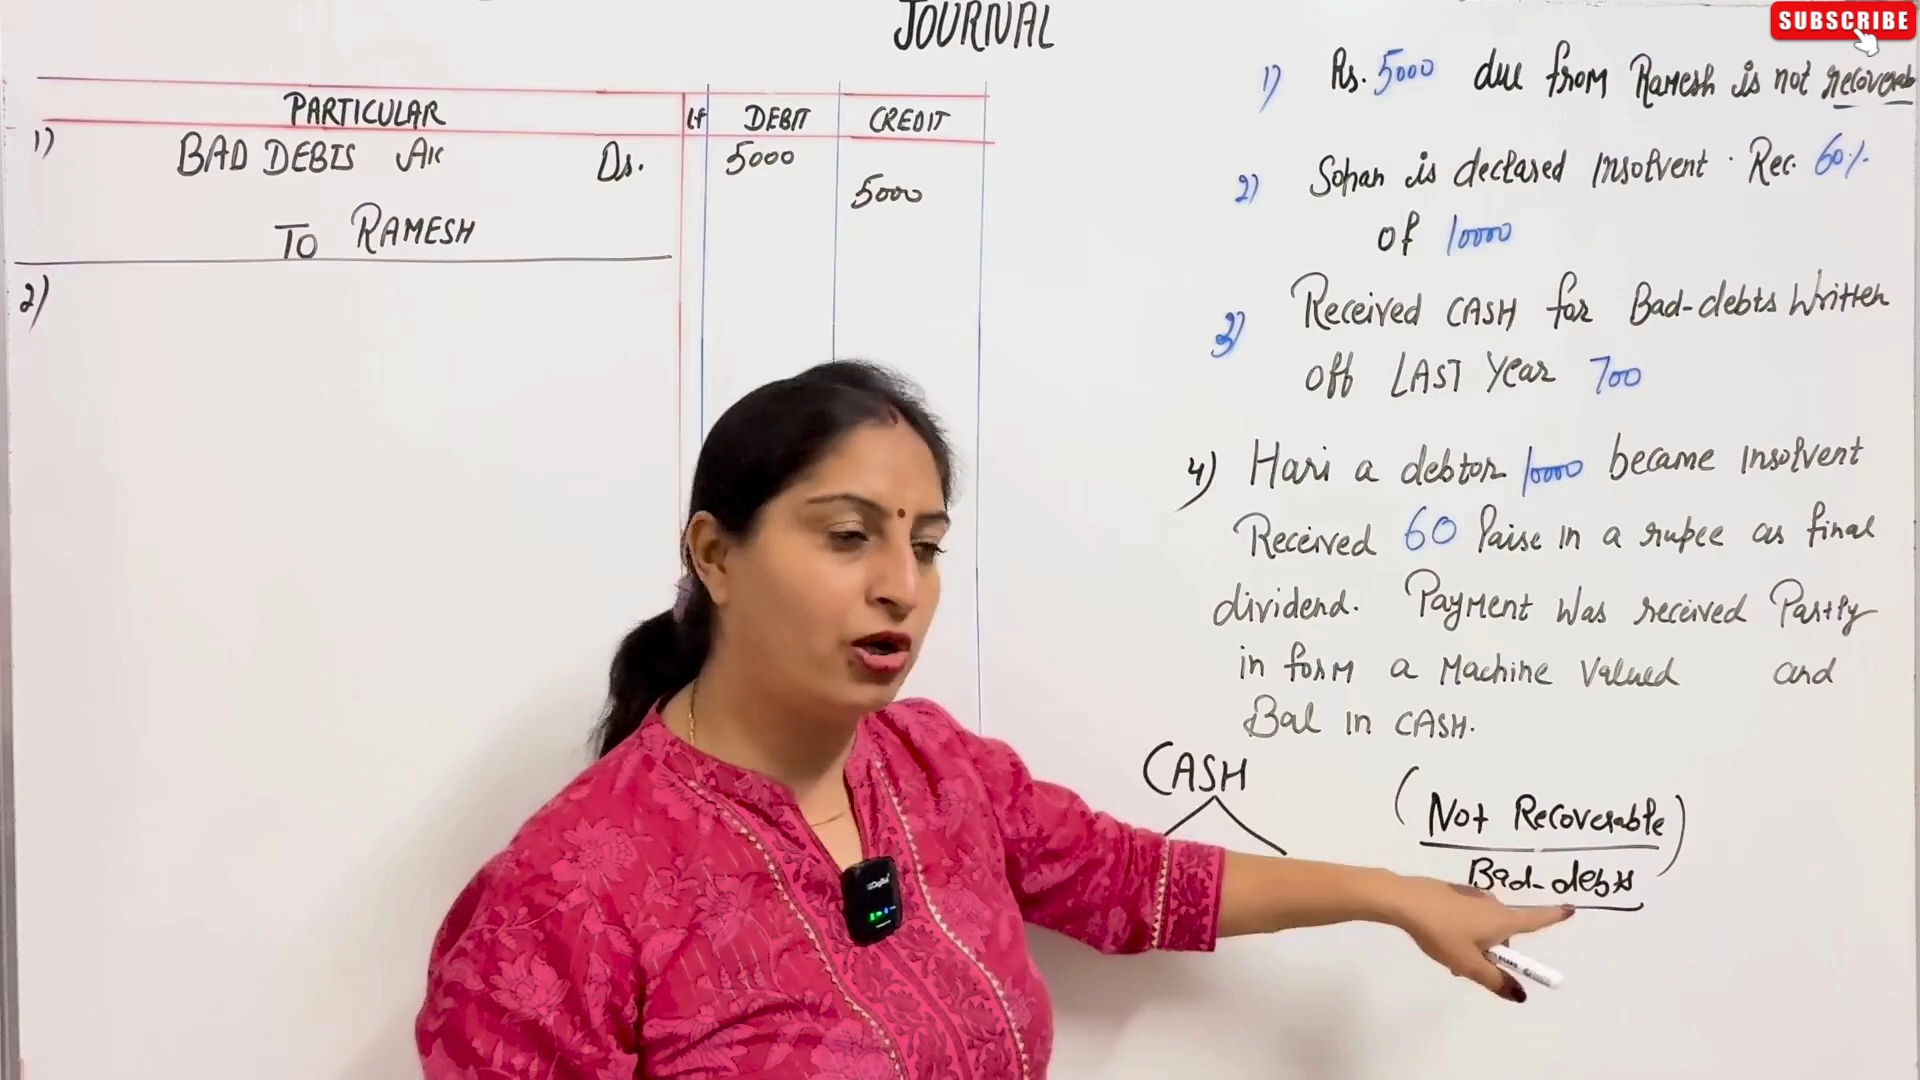 JOURNAL
PARTICULAR LF DEBIT CREDIT
1) BAD DEBTS A/c Dr. 5000
TO RAMESH 5000
2)
SUBSCRIBE
1) Rs. 5000 due from Ramesh is not recoverab
2) Sohan is declared insolvent. Rec. 60%
of 10000
3) Received CASH for Bad-debts written
off LAST Year 700
4) Hari a debtor 10000 became insolvent
Received 60 Paise in a rupee as final
dividend. Payment was received Partly
in form a Machine Valued and
Bal in CASH.
CASH
(Not Recoverable)
Bad-debts